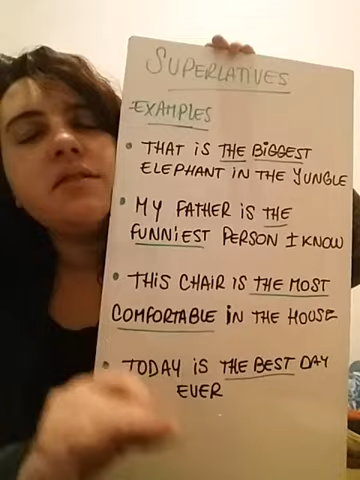 SUPERLATIVES
-EXAMPLES
• THAT IS THE BIGGEST
ELEPHANT IN THE YUNGLE
• MY FATHER IS THE
FUNNIEST PERSON I KNOW
• THIS CHAIR IS THE MOST
COMFORTABLE IN THE HOUSE
• TODAY IS THE BEST DAY
EVER